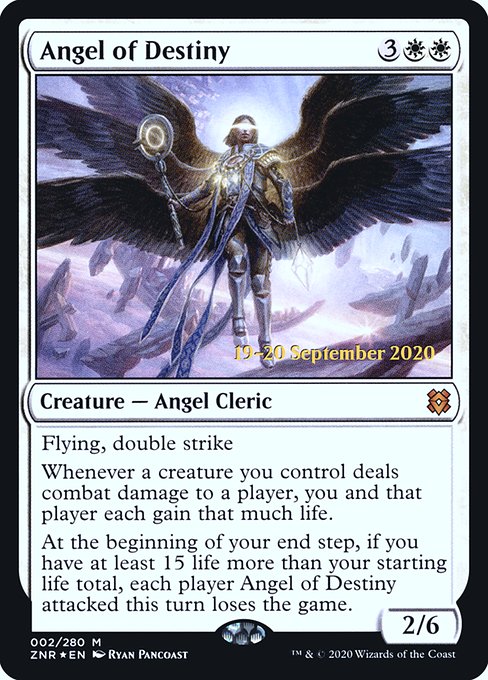 Angel of Destiny 3
19–20 September 2020
Creature — Angel Cleric
Flying, double strike
Whenever a creature you control deals
combat damage to a player, you and that
player each gain that much life.
At the beginning of your end step, if you
have at least 15 life more than your starting
life total, each player Angel of Destiny
attacked this turn loses the game.
2/6
002/280 M
ZNR ★ EN Ryan Pancoast
™ & © 2020 Wizards of the Coast